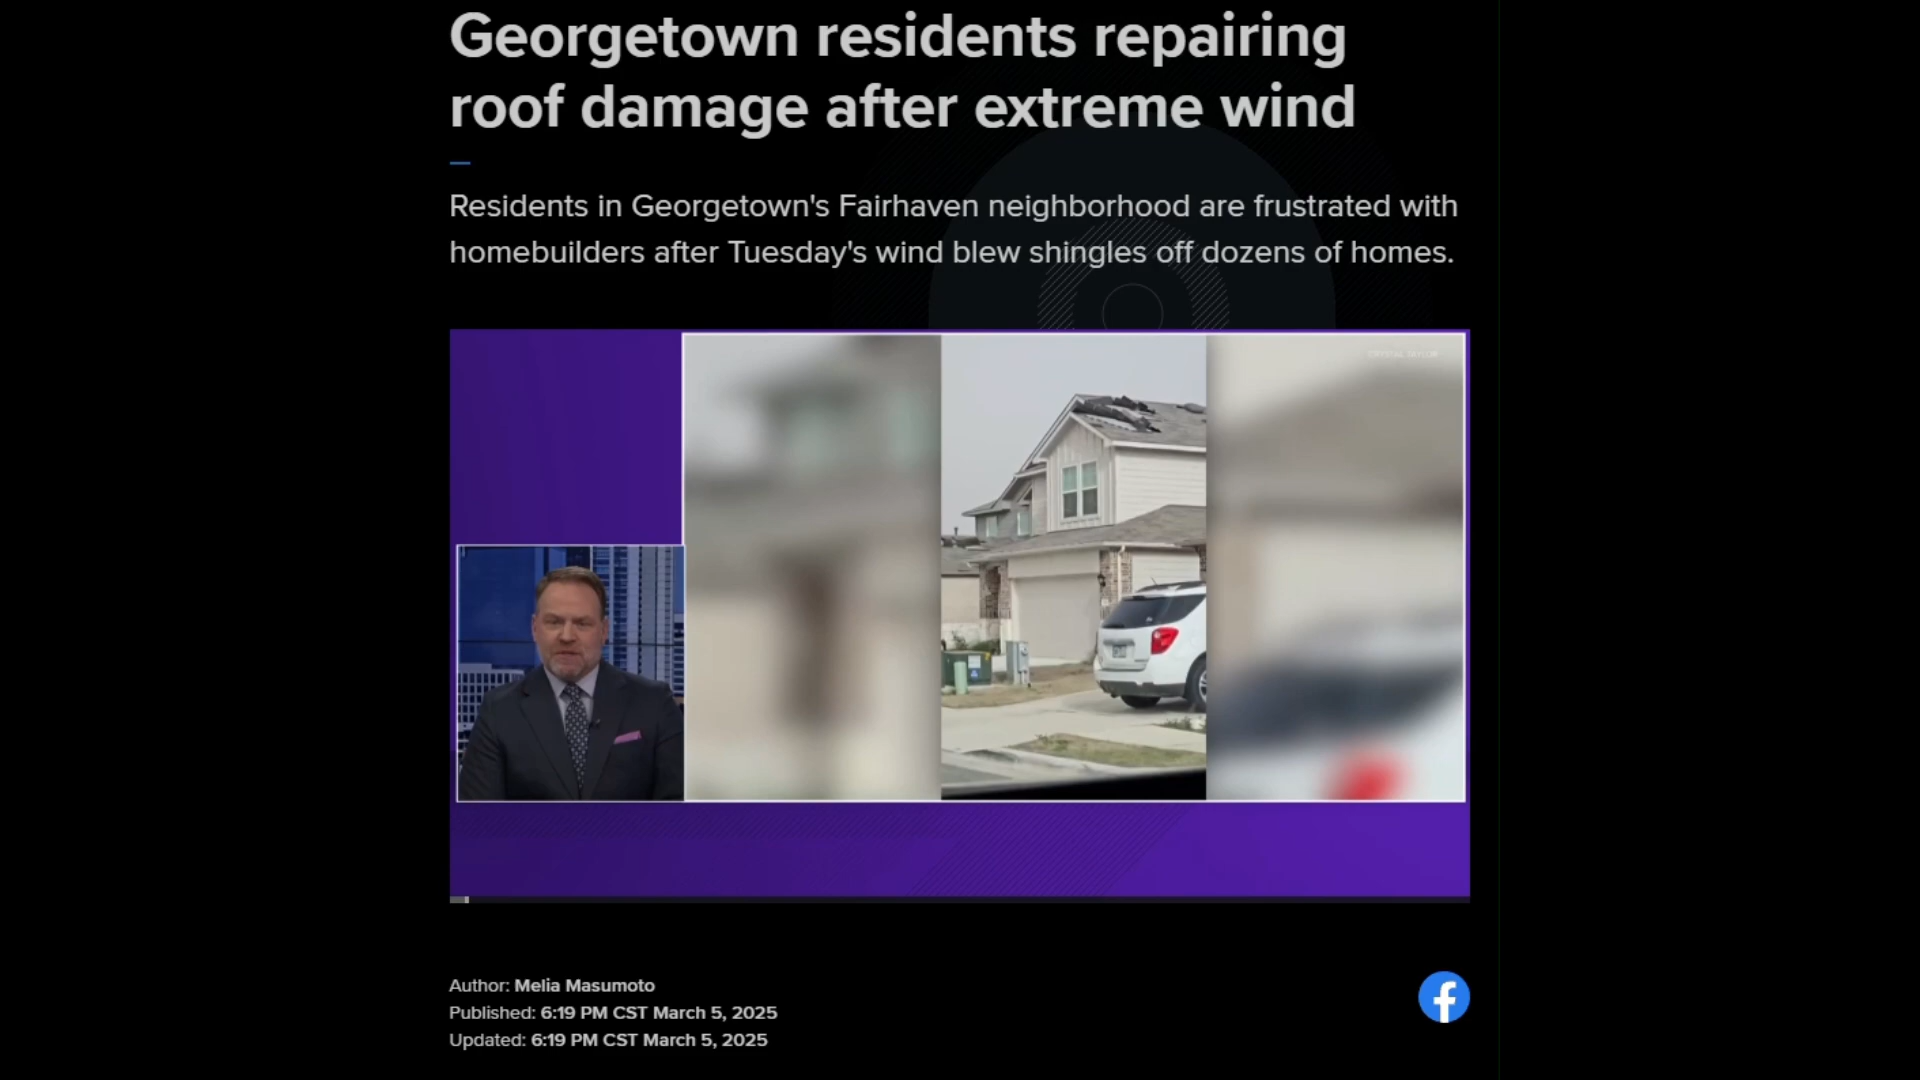 Georgetown residents repairing
roof damage after extreme wind
Residents in Georgetown's Fairhaven neighborhood are frustrated with
homebuilders after Tuesday's wind blew shingles off dozens of homes.
CRYSTAL TAYLOR
Author: Melia Masumoto
Published: 6:19 PM CST March 5, 2025
Updated: 6:19 PM CST March 5, 2025